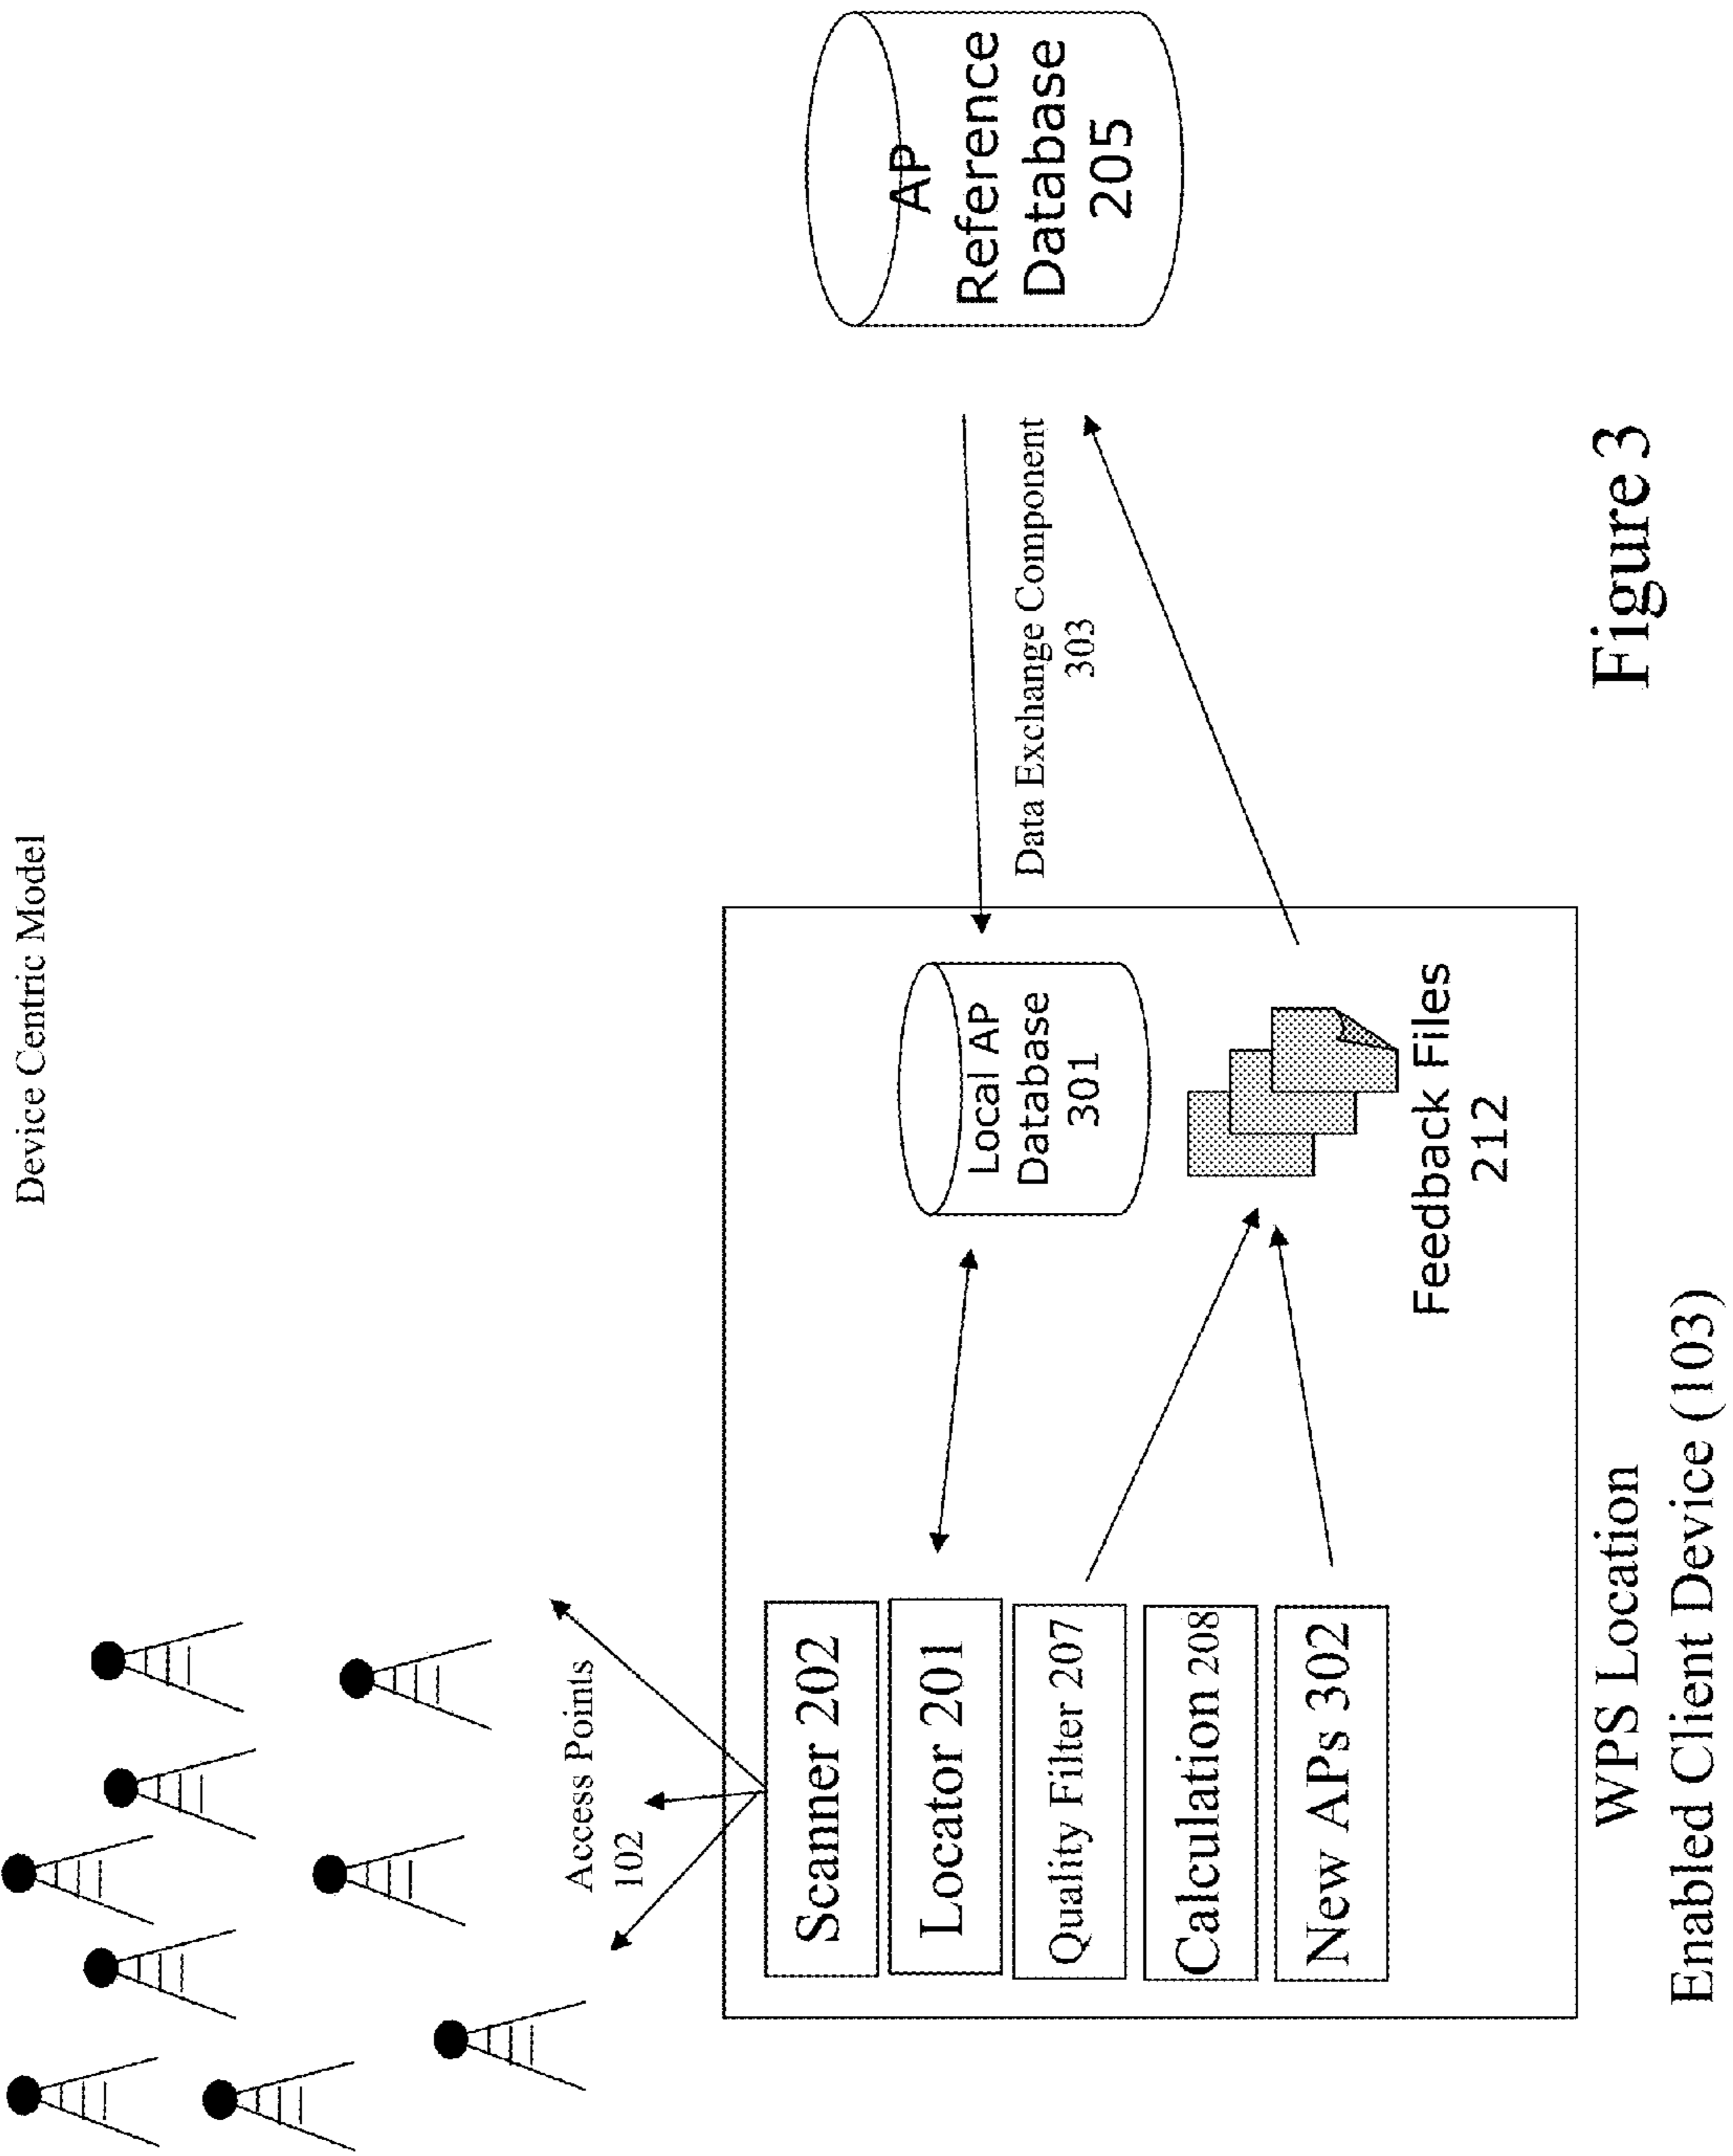 Device Centric Model
Access Points
102
Scanner 202
Locator 201
Quality Filter 207
Calculation 208
New APs 302
Local AP
Database
301
Feedback Files
212
Data Exchange Component
303
AP
Reference
Database
205
WPS Location
Enabled Client Device (103)
Figure 3